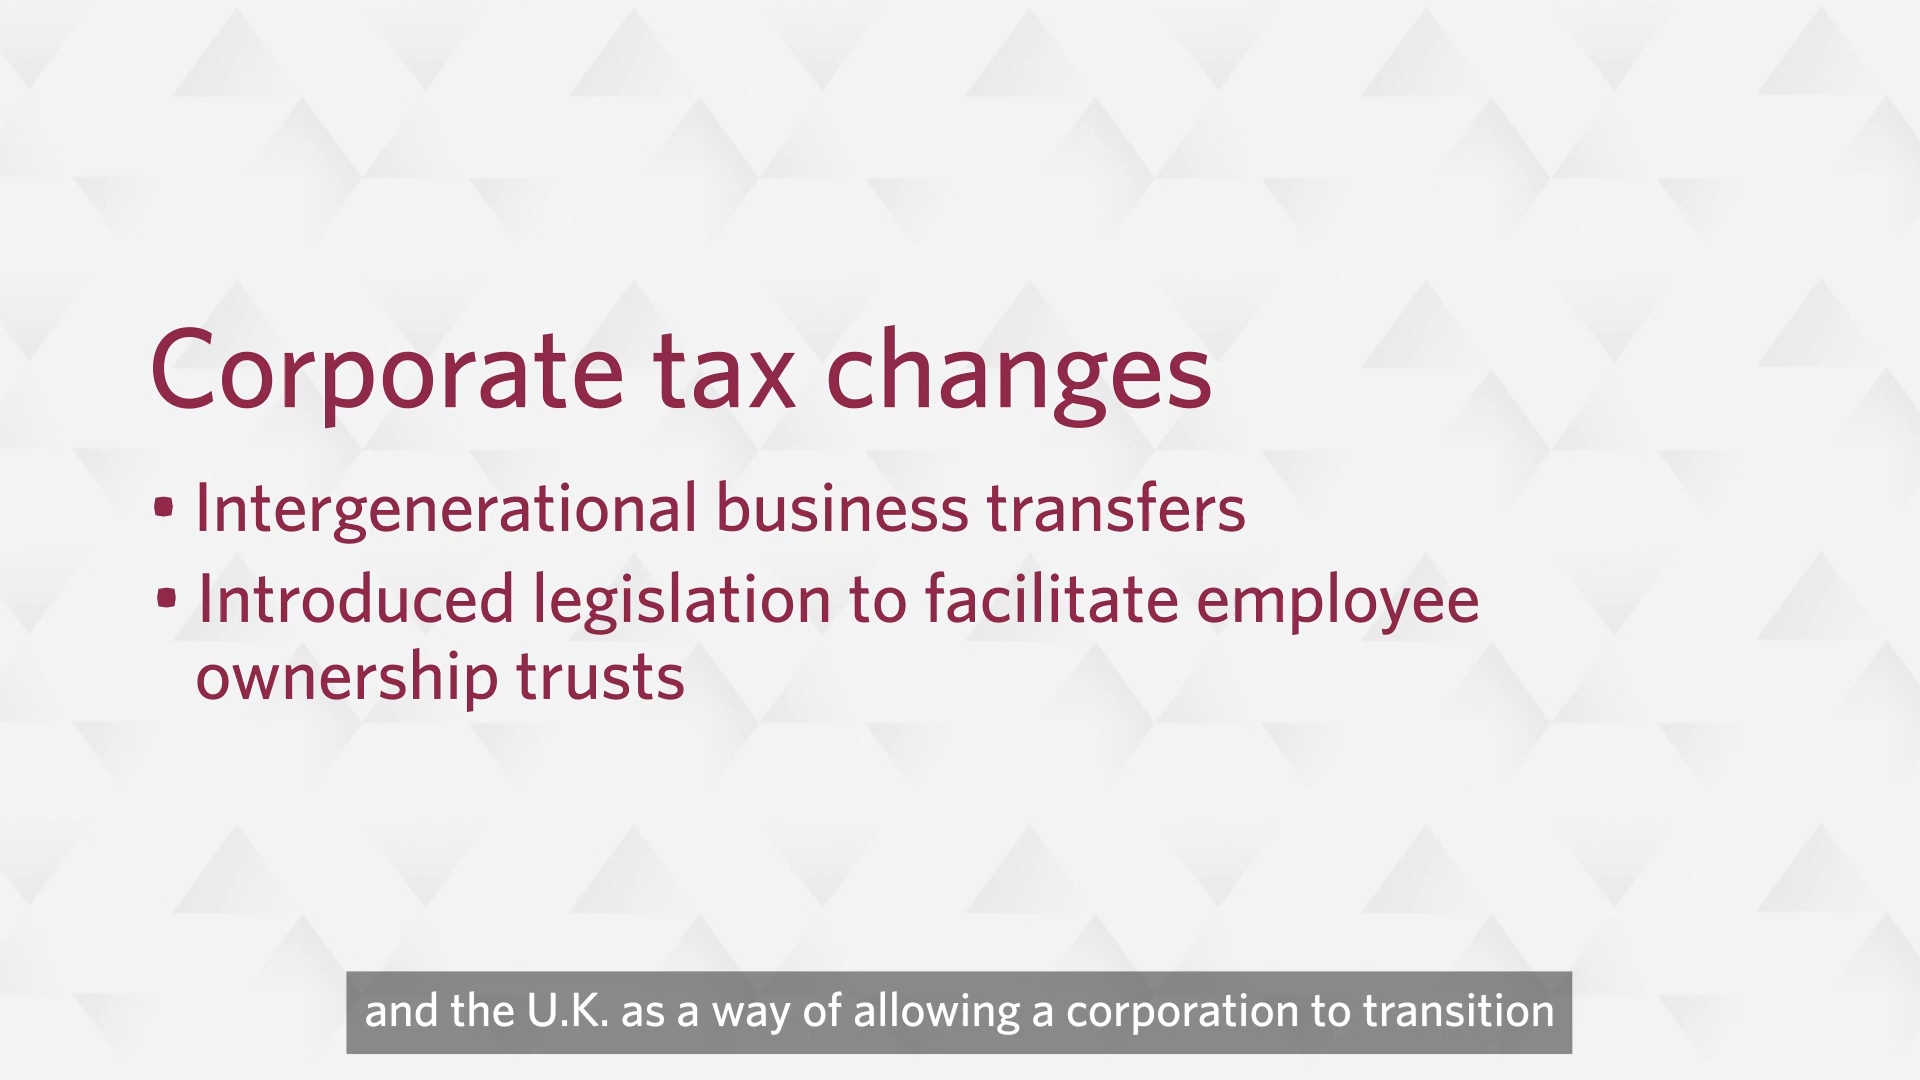 Corporate tax changes
• Intergenerational business transfers
• Introduced legislation to facilitate employee
ownership trusts
and the U.K. as a way of allowing a corporation to transition